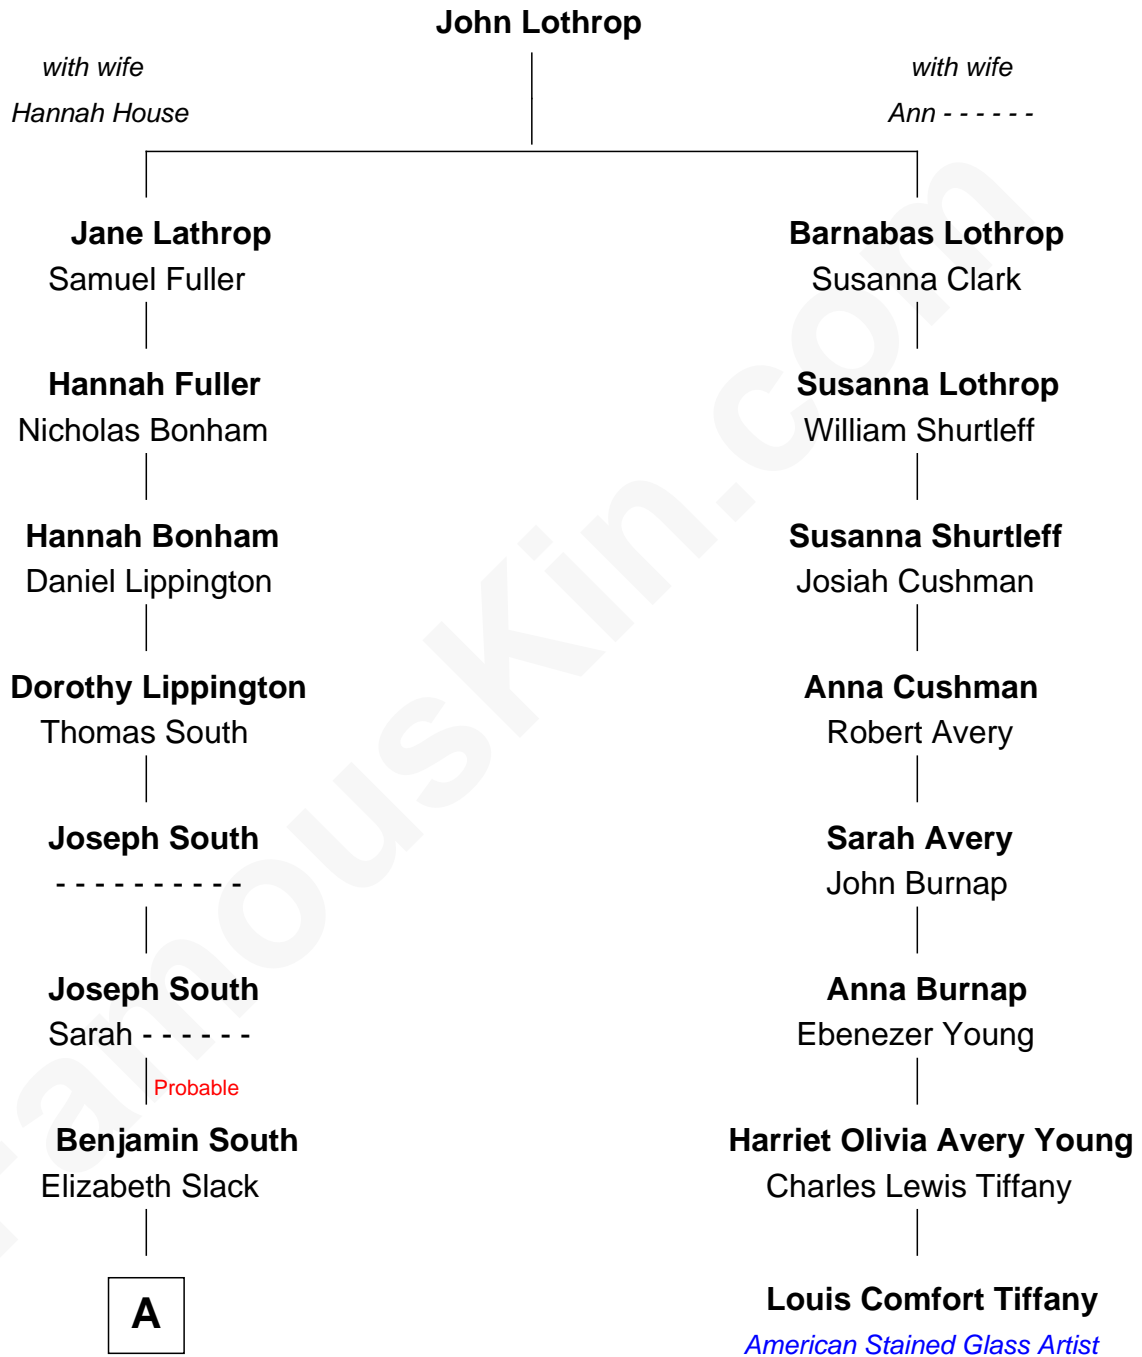 John Lothrop
with wife
Hannah House
with wife
Ann - - - - - -
Jane Lathrop
Samuel Fuller
Barnabas Lothrop
Susanna Clark
Hannah Fuller
Nicholas Bonham
Susanna Lothrop
William Shurtleff
Hannah Bonham
Daniel Lippington
Susanna Shurtleff
Josiah Cushman
Dorothy Lippington
Thomas South
Anna Cushman
Robert Avery
Joseph South
- - - - - - - - - -
Sarah Avery
John Burnap
Joseph South
Sarah - - - - - -
Anna Burnap
Ebenezer Young
Probable
Benjamin South
Elizabeth Slack
Harriet Olivia Avery Young
Charles Lewis Tiffany
A
Louis Comfort Tiffany
American Stained Glass Artist
FamousKin.com